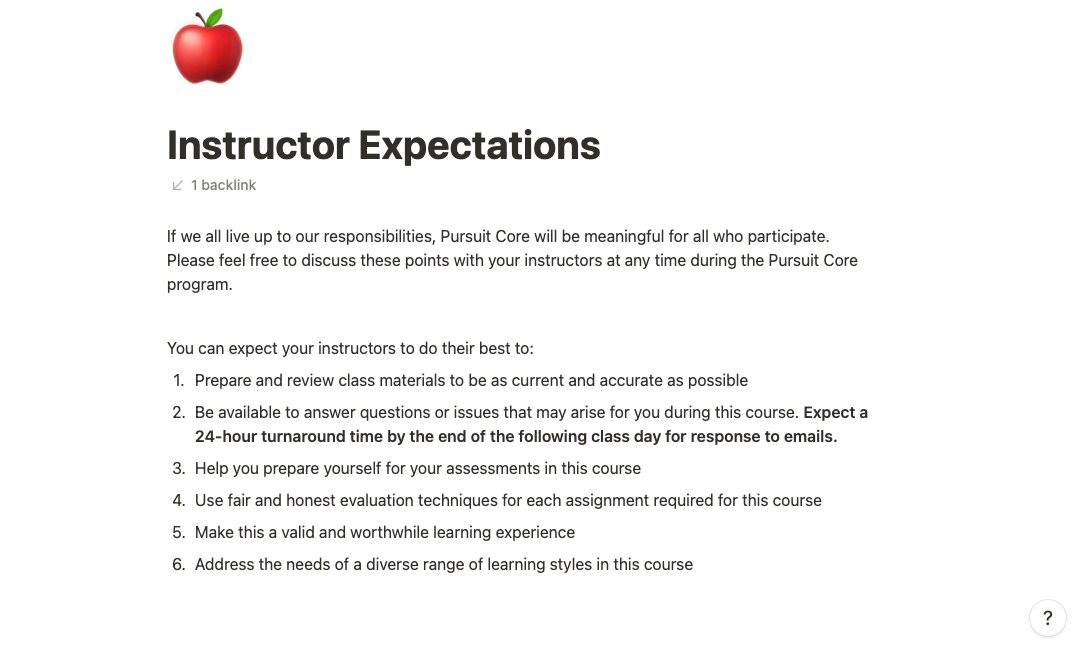 Instructor Expectations
1 backlink
If we all live up to our responsibilities, Pursuit Core will be meaningful for all who participate.
Please feel free to discuss these points with your instructors at any time during the Pursuit Core
program.
You can expect your instructors to do their best to:
1. Prepare and review class materials to be as current and accurate as possible
2. Be available to answer questions or issues that may arise for you during this course. Expect a
24-hour turnaround time by the end of the following class day for response to emails.
3. Help you prepare yourself for your assessments in this course
4. Use fair and honest evaluation techniques for each assignment required for this course
5. Make this a valid and worthwhile learning experience
6. Address the needs of a diverse range of learning styles in this course
?